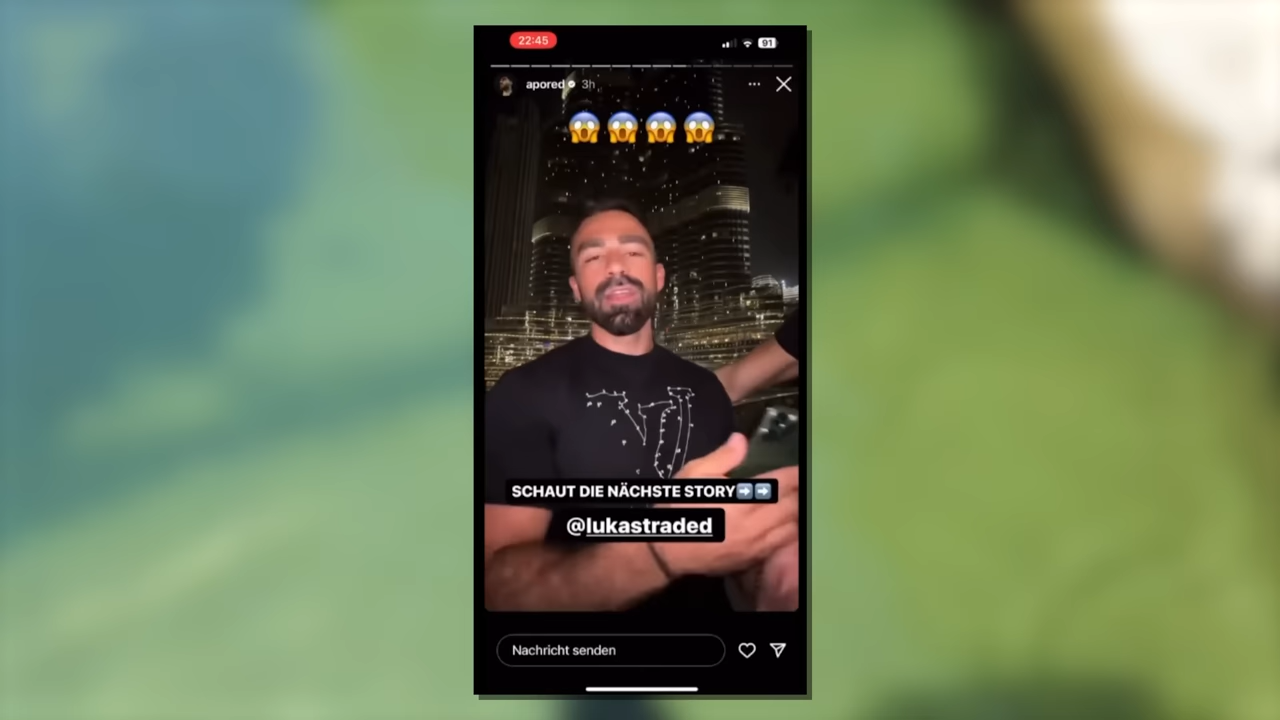 22:45
91
apored 3h
SCHAUT DIE NÄCHSTE STORY➡️➡️
@lukastraded
Nachricht senden